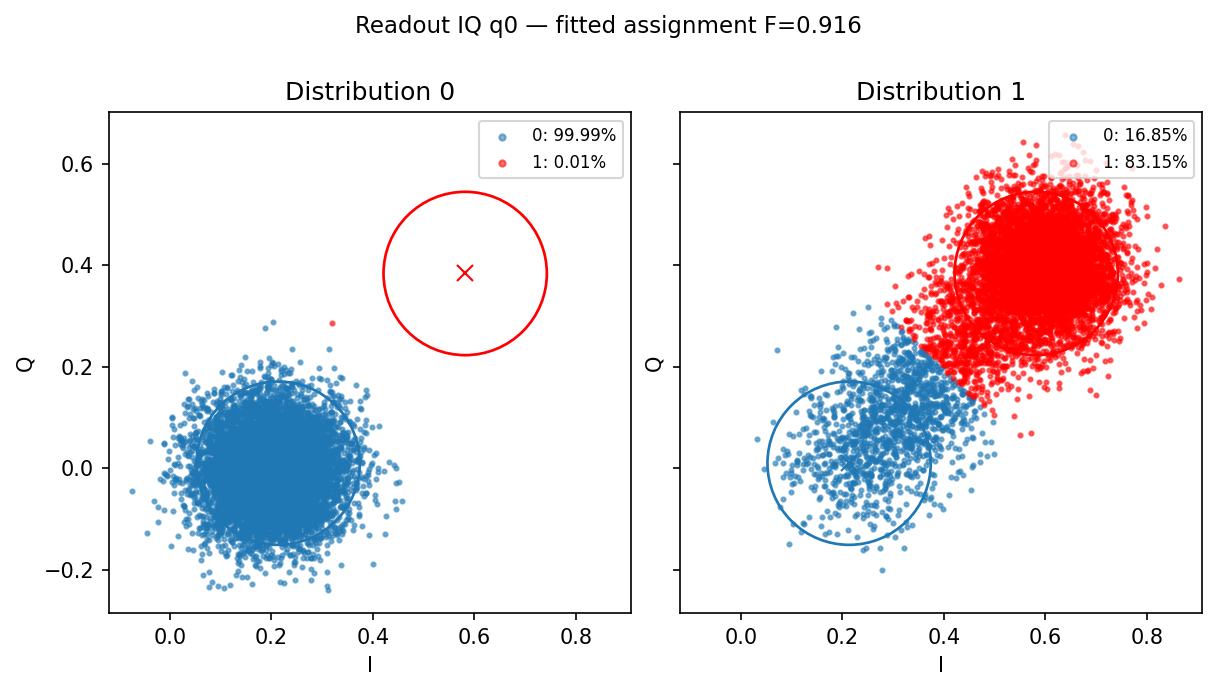 Readout IQ q0 — fitted assignment F=0.916
Distribution 0
Distribution 1
0: 99.99%
1: 0.01%
0: 16.85%
1: 83.15%
Q
0.6
0.4
0.2
0.0
−0.2
0.0
0.2
0.4
0.6
0.8
I
Q
0.0
0.2
0.4
0.6
0.8
I